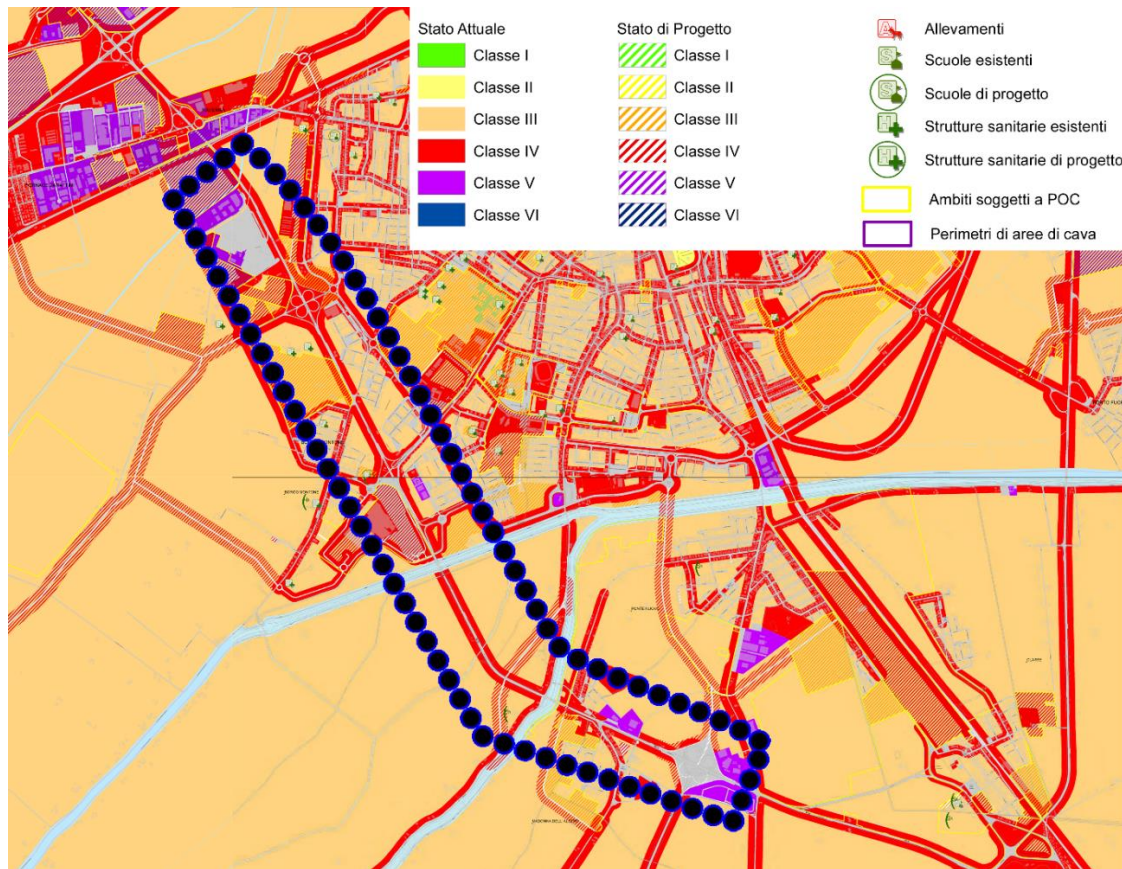 Stato Attuale
Classe I
Classe II
Classe III
Classe IV
Classe V
Classe VI
Stato di Progetto
Classe I
Classe II
Classe III
Classe IV
Classe V
Classe VI
Allevamenti
Scuole esistenti
Scuole di progetto
Strutture sanitarie esistenti
Strutture sanitarie di progetto
Ambiti soggetti a POC
Perimetri di aree di cava